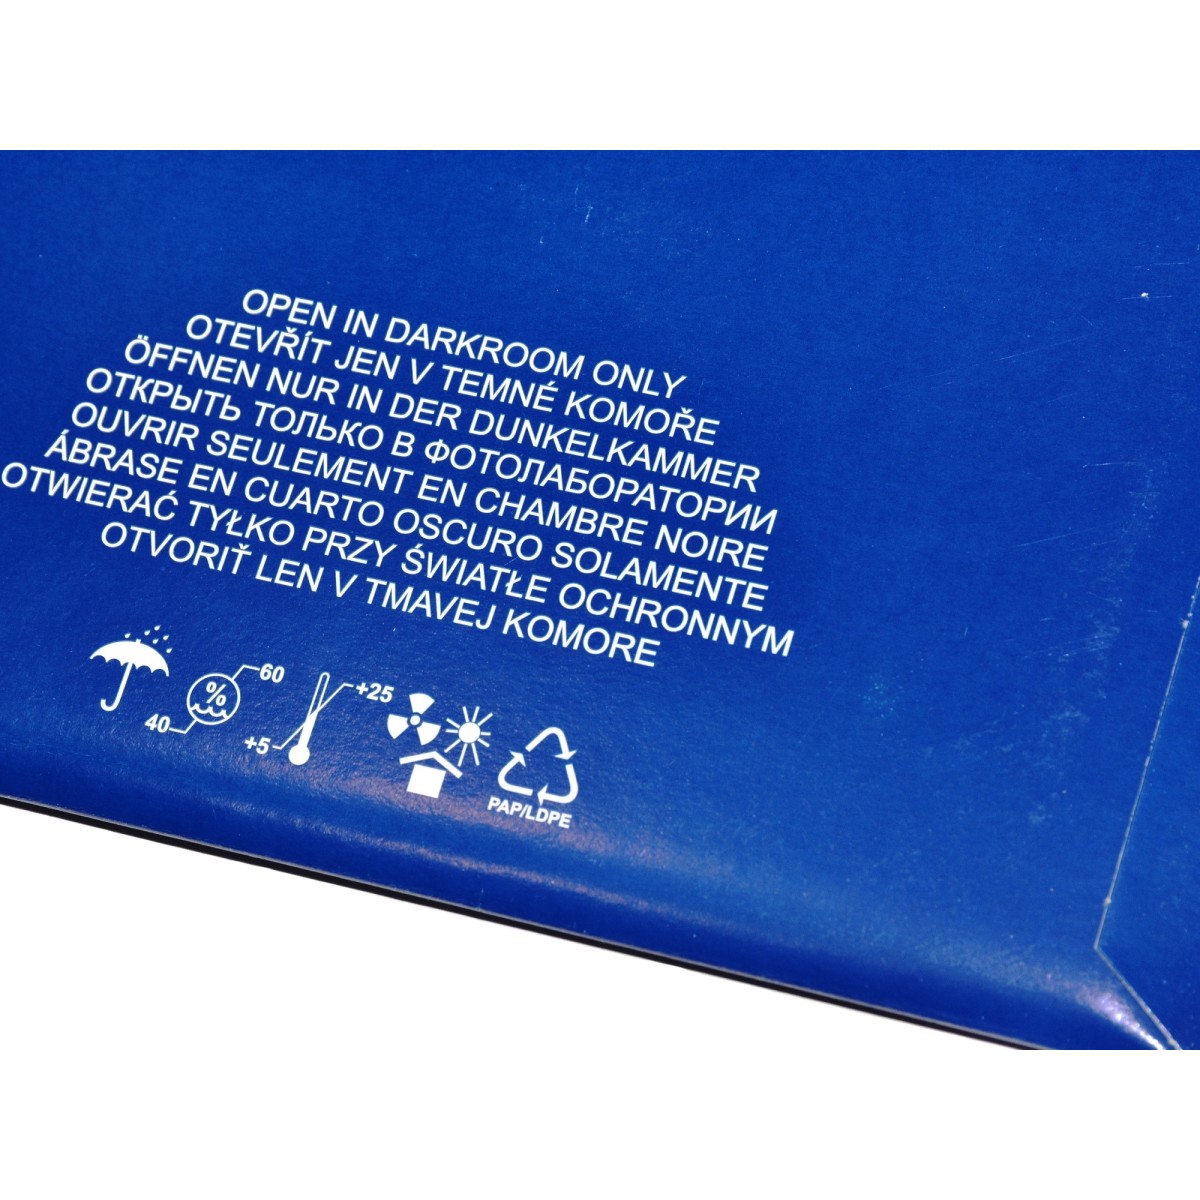 OPEN IN DARKROOM ONLY
OTEVŘÍT JEN V TEMNÉ KOMOŘE
ÖFFNEN NUR IN DER DUNKELKAMMER
ОТКРЫТЬ ТОЛЬКО В ФОТОЛАБОРАТОРИИ
OUVRIR SEULEMENT EN CHAMBRE NOIRE
ÁBRASE EN CUARTO OSCURO SOLAMENTE
OTWIERAĆ TYŁKO PRZY ŚWIATŁE OCHRONNYM
OTVORIŤ LEN V TMAVEJ KOMORE
% 60
40
+25
+5
PAP/LDPE